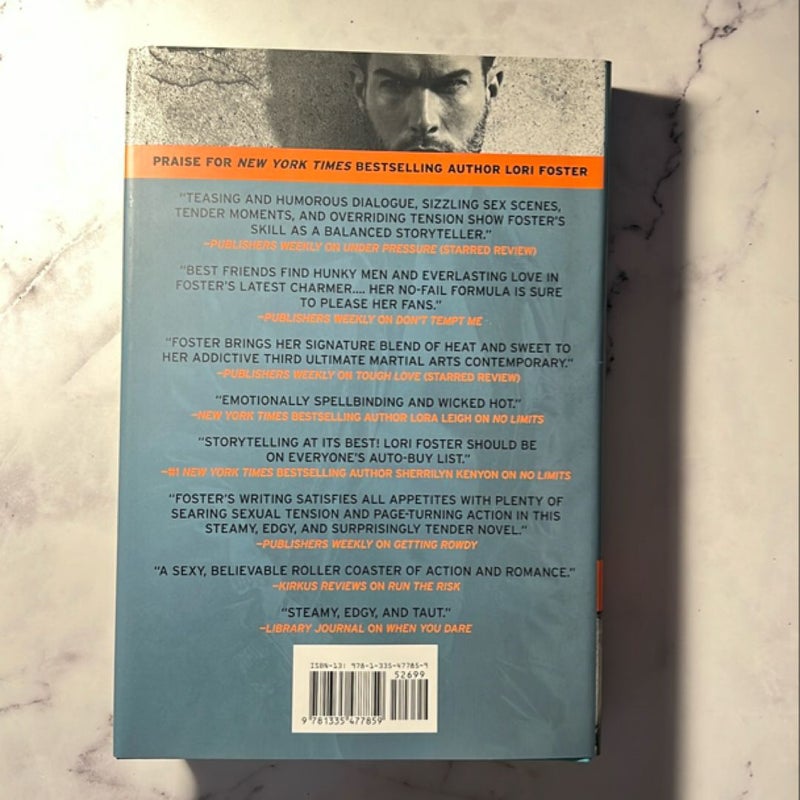 PRAISE FOR NEW YORK TIMES BESTSELLING AUTHOR LORI FOSTER
"TEASING AND HUMOROUS DIALOGUE, SIZZLING SEX SCENES,
TENDER MOMENTS, AND OVERRIDING TENSION SHOW FOSTER'S
SKILL AS A BALANCED STORYTELLER."
–PUBLISHERS WEEKLY ON UNDER PRESSURE (STARRED REVIEW)
"BEST FRIENDS FIND HUNKY MEN AND EVERLASTING LOVE IN
FOSTER'S LATEST CHARMER.... HER NO-FAIL FORMULA IS SURE
TO PLEASE HER FANS."
–PUBLISHERS WEEKLY ON DON'T TEMPT ME
"FOSTER BRINGS HER SIGNATURE BLEND OF HEAT AND SWEET TO
HER ADDICTIVE THIRD ULTIMATE MARTIAL ARTS CONTEMPORARY."
–PUBLISHERS WEEKLY ON TOUGH LOVE (STARRED REVIEW)
"EMOTIONALLY SPELLBINDING AND WICKED HOT."
–NEW YORK TIMES BESTSELLING AUTHOR LORA LEIGH ON NO LIMITS
"STORYTELLING AT ITS BEST! LORI FOSTER SHOULD BE
ON EVERYONE'S AUTO-BUY LIST."
–#1 NEW YORK TIMES BESTSELLING AUTHOR SHERRILYN KENYON ON NO LIMITS
"FOSTER'S WRITING SATISFIES ALL APPETITES WITH PLENTY OF
SEARING SEXUAL TENSION AND PAGE-TURNING ACTION IN THIS
STEAMY, EDGY, AND SURPRISINGLY TENDER NOVEL."
–PUBLISHERS WEEKLY ON GETTING ROWDY
"A SEXY, BELIEVABLE ROLLER COASTER OF ACTION AND ROMANCE."
–KIRKUS REVIEWS ON RUN THE RISK
"STEAMY, EDGY, AND TAUT."
–LIBRARY JOURNAL ON WHEN YOU DARE
ISBN-13: 978-1-335-47785-9
52699
9 781335 477859